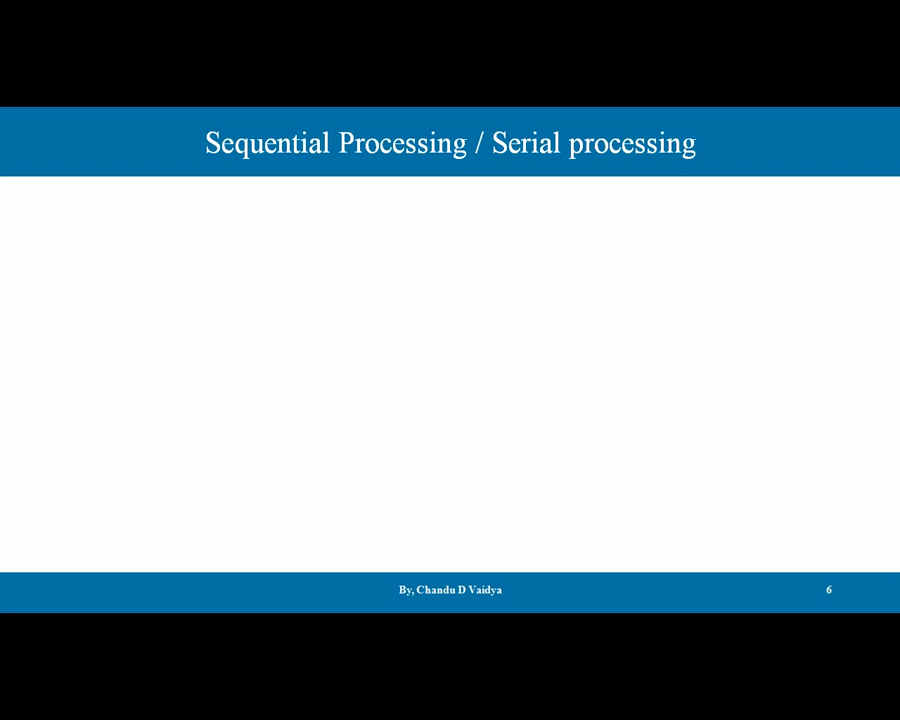 Sequential Processing / Serial processing
By, Chandu D Vaidya
6